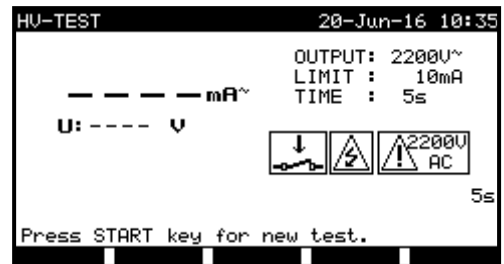 HV-TEST 20-Jun-16 10:35
OUTPUT: 2200V~
LIMIT : 10mA
TIME : 5s
– – – – mA~
U: - - - - V
2200V
AC
5s
Press START key for new test.